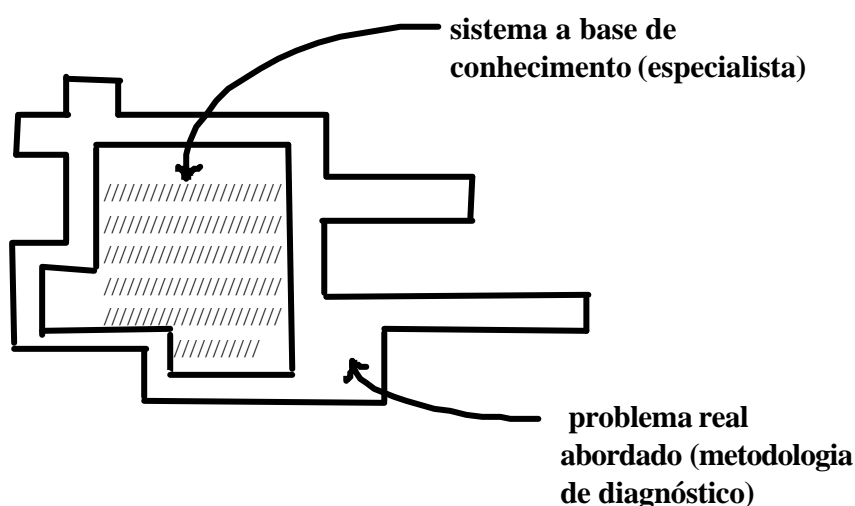 sistema a base de
conhecimento (especialista)
problema real
abordado (metodologia
de diagnóstico)